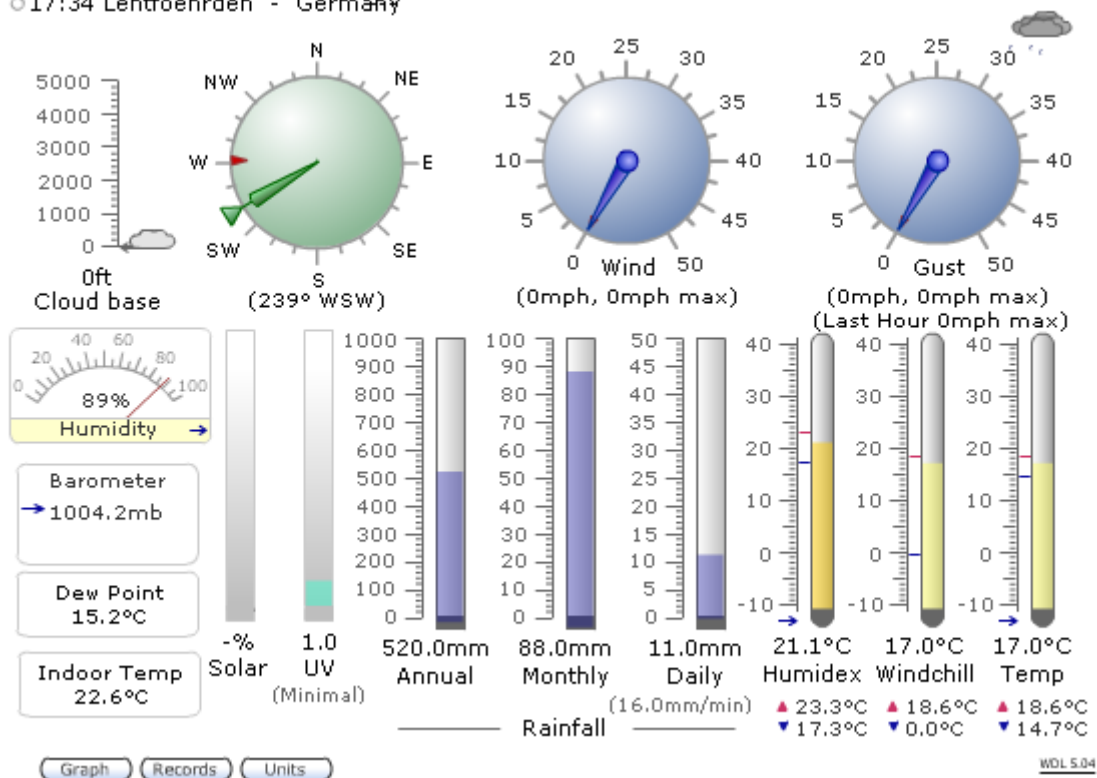 17:34 Lentfoehrden - Germany
5000
4000
3000
2000
1000
0
0ft
Cloud base
N
NE
E
SE
S
SW
W
NW
(239º WSW)
0
5
10
15
20
25
30
35
40
45
50
Wind
(0mph, 0mph max)
0
5
10
15
20
25
30
35
40
45
50
Gust
(0mph, 0mph max)
(Last Hour 0mph max)
0
20
40
60
80
100
89%
Humidity
Barometer
1004.2mb
Dew Point
15.2°C
Indoor Temp
22.6°C
-%
Solar
1.0
UV
(Minimal)
1000
900
800
700
600
500
400
300
200
100
0
520.0mm
Annual
100
90
80
70
60
50
40
30
20
10
0
88.0mm
Monthly
50
45
40
35
30
25
20
15
10
5
0
11.0mm
Daily
(16.0mm/min)
Rainfall
40
30
20
10
0
-10
21.1°C
Humidex
23.3°C
17.3°C
40
30
20
10
0
-10
17.0°C
Windchill
18.6°C
0.0°C
40
30
20
10
0
-10
17.0°C
Temp
18.6°C
14.7°C
Graph
Records
Units
WDL 5.04